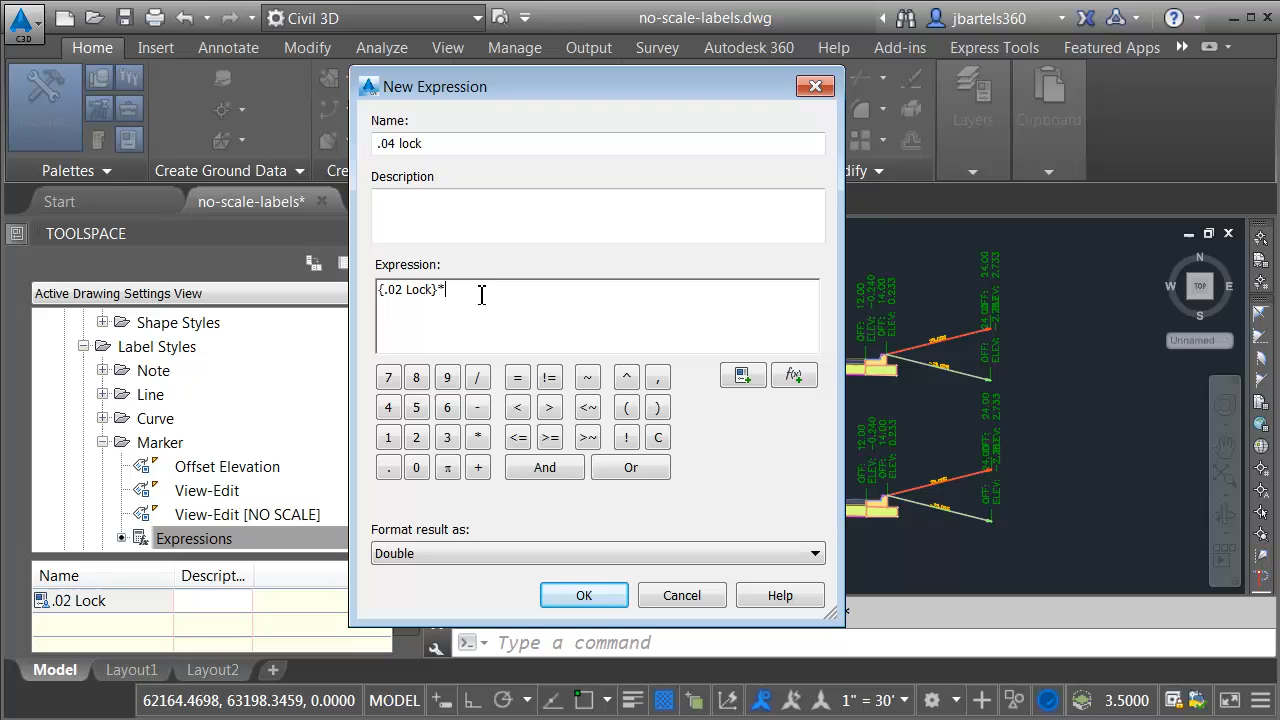 Civil 3D
no-scale-labels.dwg
jbartels360
C3D
Home
Insert
Annotate
Modify
Analyze
View
Manage
Output
Survey
Autodesk 360
Help
Add-ins
Express Tools
Featured Apps
Layers
Clipboard
Palettes
Create Ground Data
Start
no-scale-labels*
TOOLSPACE
Active Drawing Settings View
Shape Styles
Label Styles
Note
Line
Curve
Marker
Offset Elevation
View-Edit
View-Edit [NO SCALE]
Expressions
Name
Descript...
.02 Lock
New Expression
Name:
.04 lock
Description
Expression:
{.02 Lock}*
7 8 9 / = != ~ ^ ,
4 5 6 - < > <~ ( )
1 2 3 * <= >= >~ ! C
. 0 π + And Or
Format result as:
Double
OK
Cancel
Help
N
W TOP E
S
Unnamed
Type a command
Model
Layout1
Layout2
62164.4698, 63198.3459, 0.0000
MODEL
1" = 30'
3.5000